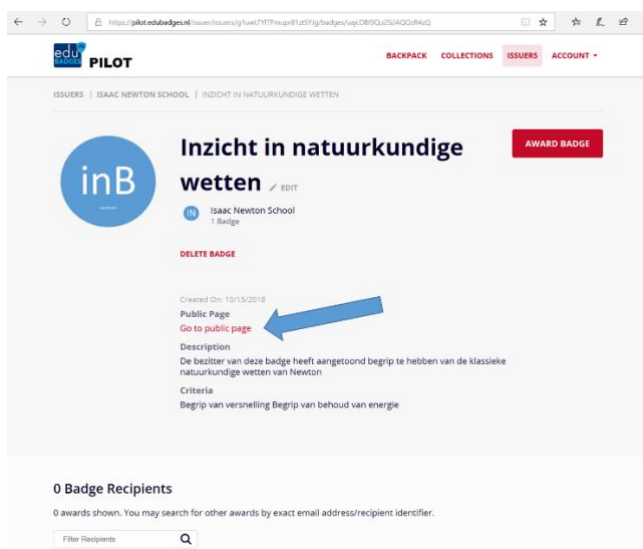 https://pilot.edubadges.nl/issuer/issuers/
edu
BADGES
PILOT
BACKPACK COLLECTIONS ISSUERS ACCOUNT
ISSUERS | ISAAC NEWTON SCHOOL | INZICHT IN NATUURKUNDIGE WETTEN
inB
Inzicht in natuurkundige
wetten EDIT
AWARD BADGE
IN Isaac Newton School
1 Badge
DELETE BADGE
Created On: 10/15/2018
Public Page
Go to public page
Description
De bezitter van deze badge heeft aangetoond begrip te hebben van de klassieke
natuurkundige wetten van Newton
Criteria
Begrip van versnelling Begrip van behoud van energie
0 Badge Recipients
0 awards shown. You may search for other awards by exact email address/recipient identifier.
Filter Recipients